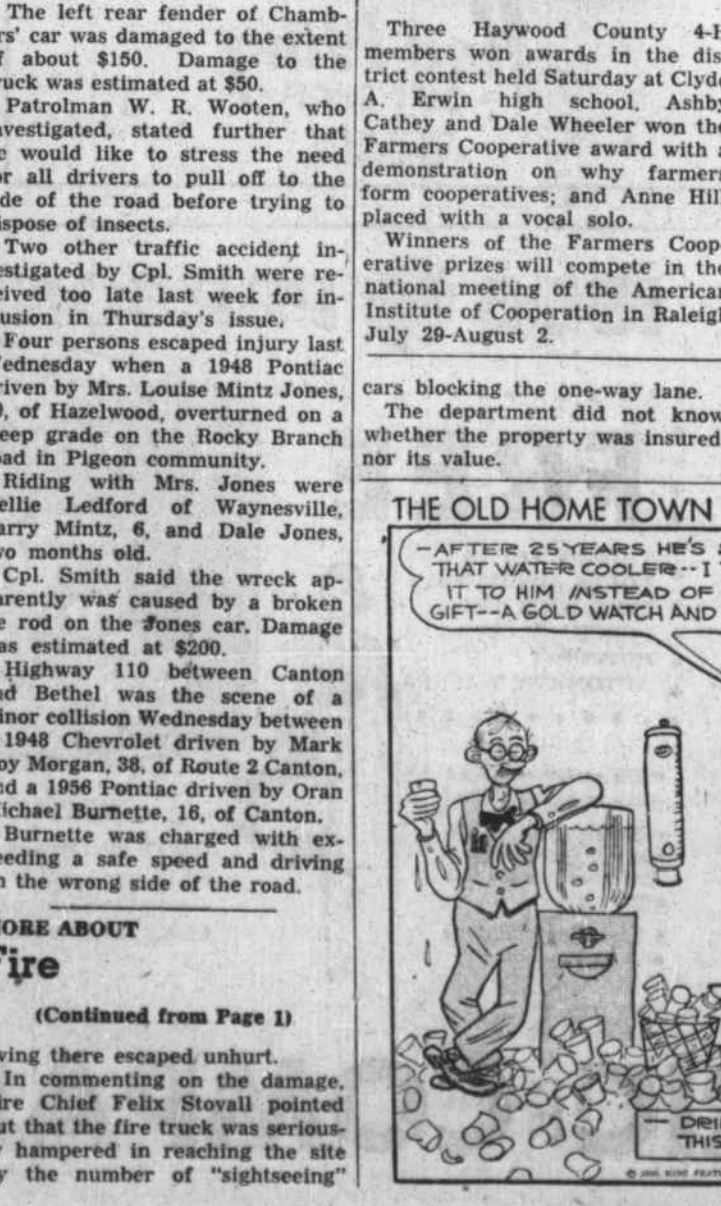 The left rear fender of Chamb-
rs' car was damaged to the extent
f about $150. Damage to the
ruck was estimated at $50.
Patrolman W. R. Wooten, who
nvestigated, stated further that
e would like to stress the need
or all drivers to pull off to the
ide of the road before trying to
ispose of insects.
Two other traffic accident in-
estigated by Cpl. Smith were re-
eived too late last week for in-
lusion in Thursday's issue.
Four persons escaped injury last
ednesday when a 1948 Pontiac
riven by Mrs. Louise Mintz Jones,
, of Hazelwood, overturned on a
teep grade on the Rocky Branch
oad in Pigeon community.
Riding with Mrs. Jones were
ellie Ledford of Waynesville,
arry Mintz, 6, and Dale Jones,
wo months old.
Cpl. Smith said the wreck ap-
arently was caused by a broken
ie rod on the Jones car. Damage
as estimated at $200.
Highway 110 between Canton
nd Bethel was the scene of a
inor collision Wednesday between
1948 Chevrolet driven by Mark
oy Morgan, 38, of Route 2 Canton,
nd a 1956 Pontiac driven by Oran
ichael Burnette, 16, of Canton.
Burnette was charged with ex-
eeding a safe speed and driving
n the wrong side of the road.
MORE ABOUT
Fire
(Continued from Page 1)
iving there escaped unhurt.
In commenting on the damage,
ire Chief Felix Stovall pointed
ut that the fire truck was serious-
y hampered in reaching the site
y the number of "sightseeing"
Three Haywood County 4-H
members won awards in the dis-
trict contest held Saturday at Clyde
A. Erwin high school. Ashby
Cathey and Dale Wheeler won the
Farmers Cooperative award with a
demonstration on why farmers
form cooperatives; and Anne Hill
placed with a vocal solo.
Winners of the Farmers Coop-
erative prizes will compete in the
national meeting of the American
Institute of Cooperation in Raleigh
July 29-August 2.
cars blocking the one-way lane.
The department did not know
whether the property was insured,
nor its value.
THE OLD HOME TOWN
-AFTER 25 YEARS HE'S
THAT WATER COOLER--I
IT TO HIM INSTEAD OF
GIFT--A GOLD WATCH AND
- DRI
THIS
KING FEAT